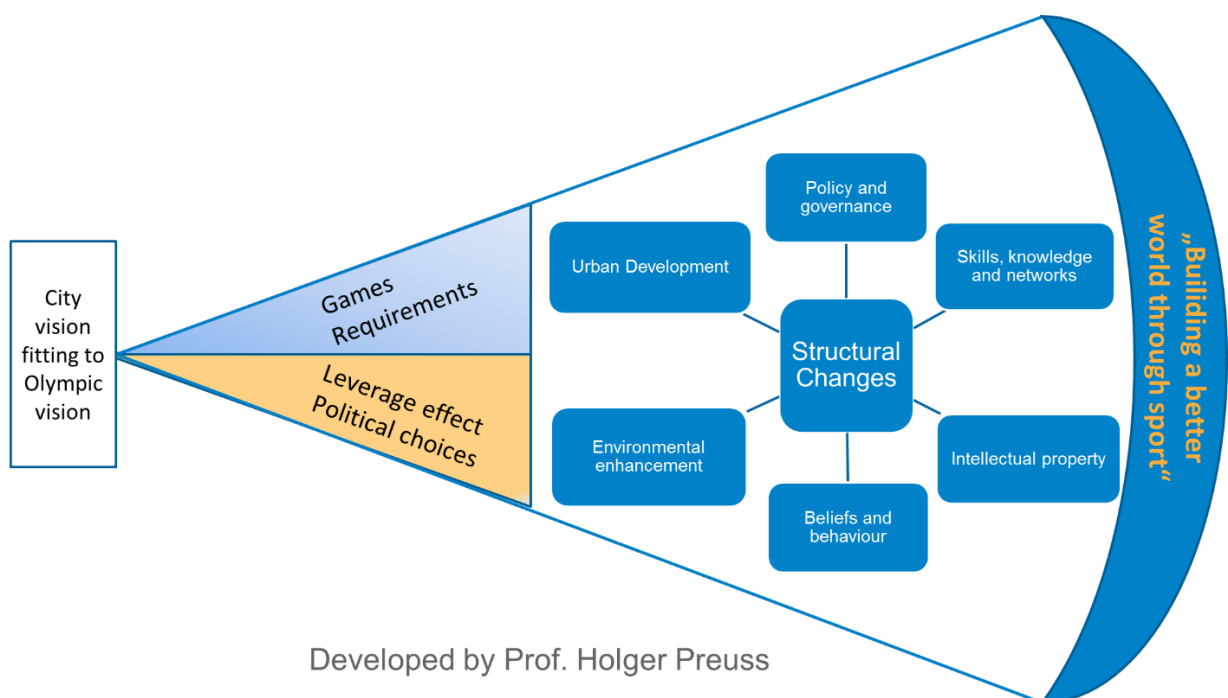 City
vision
fitting to
Olympic
vision
Games
Requirements
Leverage effect
Political choices
Policy and
governance
Urban Development
Skills, knowledge
and networks
Structural
Changes
Environmental
enhancement
Intellectual property
Beliefs and
behaviour
„Builiding a better
world through sport“
Developed by Prof. Holger Preuss